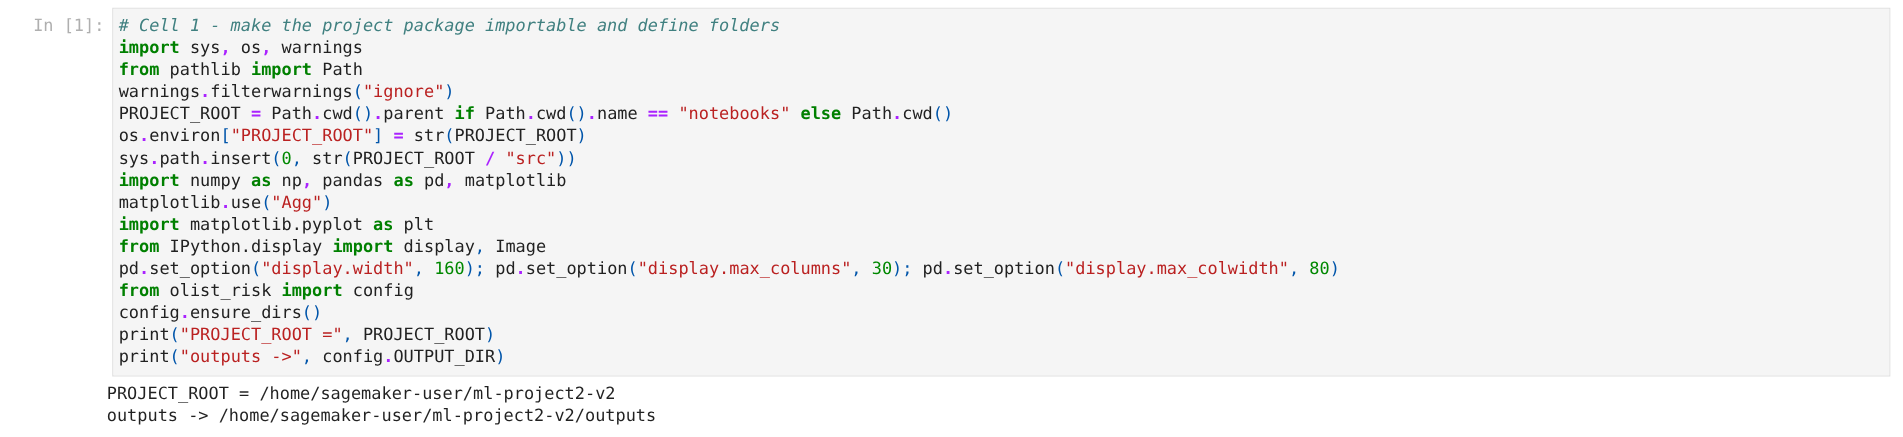 In [1]:
# Cell 1 - make the project package importable and define folders
import sys, os, warnings
from pathlib import Path
warnings.filterwarnings("ignore")
PROJECT_ROOT = Path.cwd().parent if Path.cwd().name == "notebooks" else Path.cwd()
os.environ["PROJECT_ROOT"] = str(PROJECT_ROOT)
sys.path.insert(0, str(PROJECT_ROOT / "src"))
import numpy as np, pandas as pd, matplotlib
matplotlib.use("Agg")
import matplotlib.pyplot as plt
from IPython.display import display, Image
pd.set_option("display.width", 160); pd.set_option("display.max_columns", 30); pd.set_option("display.max_colwidth", 80)
from olist_risk import config
config.ensure_dirs()
print("PROJECT_ROOT =", PROJECT_ROOT)
print("outputs ->", config.OUTPUT_DIR)
PROJECT_ROOT = /home/sagemaker-user/ml-project2-v2
outputs -> /home/sagemaker-user/ml-project2-v2/outputs